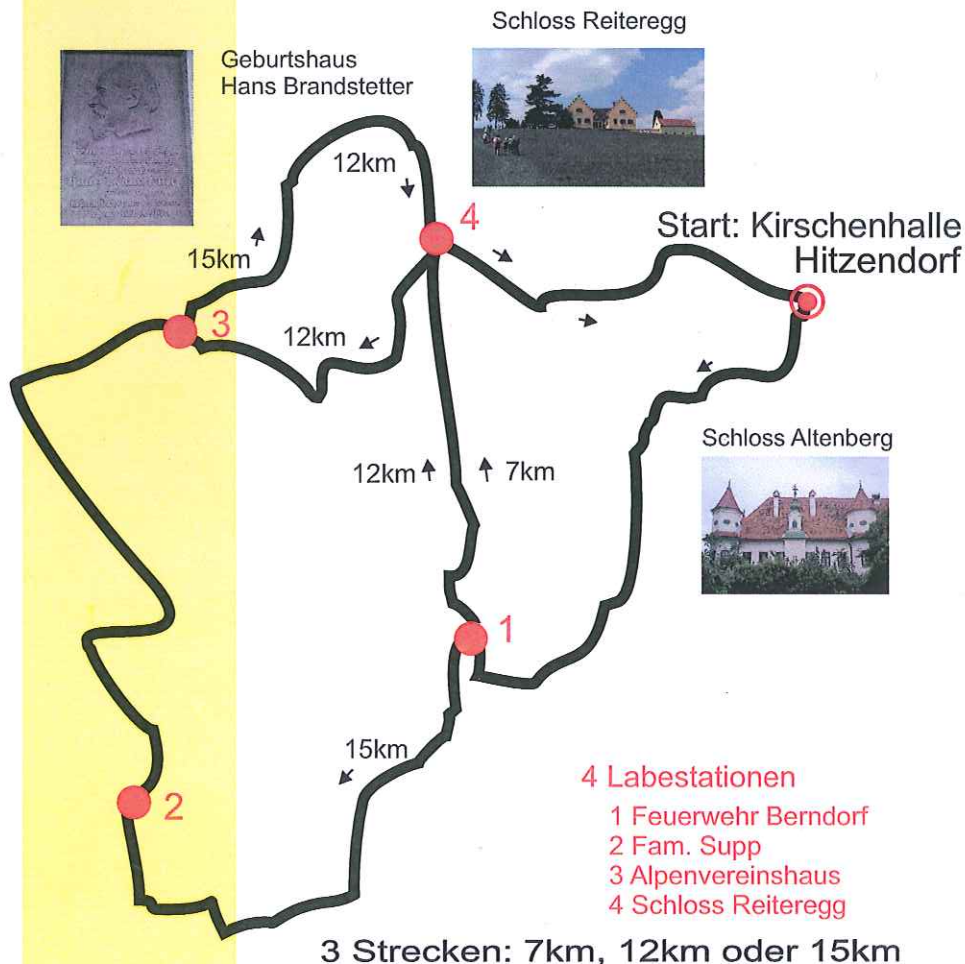 Schloss Reiteregg
Geburtshaus
Hans Brandstetter
12km
4
Start: Kirschenhalle
Hitzendorf
15km
3
12km
Schloss Altenberg
12km
7km
1
15km
2
4 Labestationen
1 Feuerwehr Berndorf
2 Fam. Supp
3 Alpenvereinshaus
4 Schloss Reiteregg
3 Strecken: 7km, 12km oder 15km